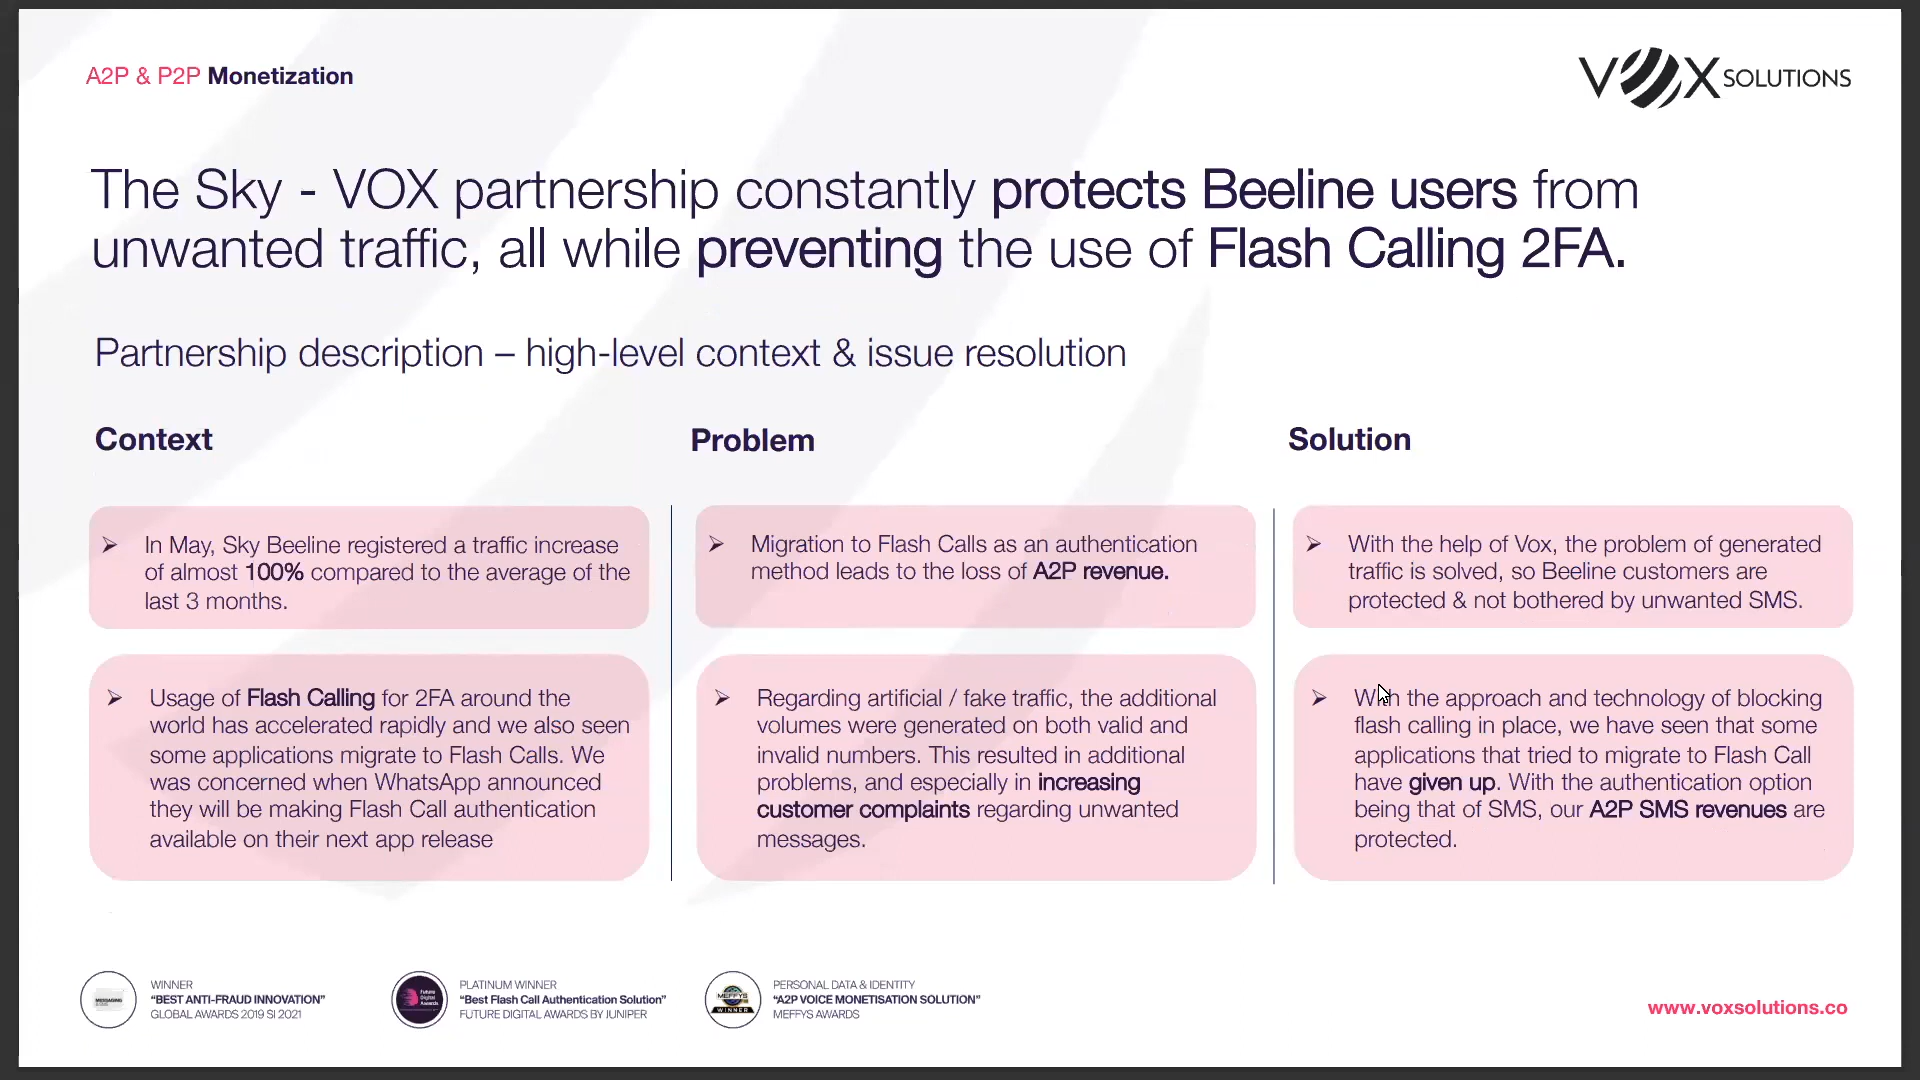 A2P & P2P Monetization
VOX SOLUTIONS
The Sky - VOX partnership constantly protects Beeline users from
unwanted traffic, all while preventing the use of Flash Calling 2FA.
Partnership description – high-level context & issue resolution
Context
In May, Sky Beeline registered a traffic increase
of almost 100% compared to the average of the
last 3 months.
Usage of Flash Calling for 2FA around the
world has accelerated rapidly and we also seen
some applications migrate to Flash Calls. We
was concerned when WhatsApp announced
they will be making Flash Call authentication
available on their next app release
Problem
Migration to Flash Calls as an authentication
method leads to the loss of A2P revenue.
Regarding artificial / fake traffic, the additional
volumes were generated on both valid and
invalid numbers. This resulted in additional
problems, and especially in increasing
customer complaints regarding unwanted
messages.
Solution
With the help of Vox, the problem of generated
traffic is solved, so Beeline customers are
protected & not bothered by unwanted SMS.
With the approach and technology of blocking
flash calling in place, we have seen that some
applications that tried to migrate to Flash Call
have given up. With the authentication option
being that of SMS, our A2P SMS revenues are
protected.
WINNER
“BEST ANTI-FRAUD INNOVATION”
GLOBAL AWARDS 2019 SI 2021
Future
Digital
Awards
PLATINUM WINNER
“Best Flash Call Authentication Solution”
FUTURE DIGITAL AWARDS BY JUNIPER
MEFFYS
WINNER
PERSONAL DATA & IDENTITY
“A2P VOICE MONETISATION SOLUTION”
MEFFYS AWARDS
www.voxsolutions.co